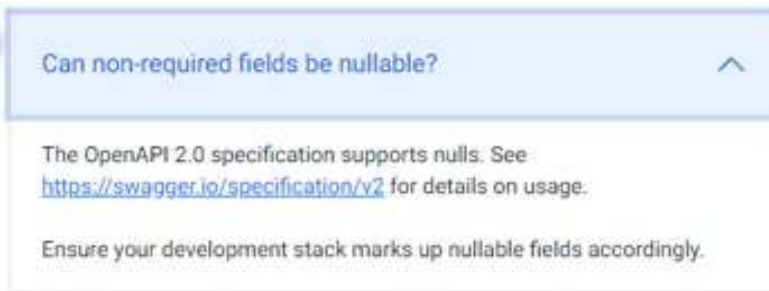 Can non-required fields be nullable?
The OpenAPI 2.0 specification supports nulls. See
https://swagger.io/specification/v2 for details on usage.
Ensure your development stack marks up nullable fields accordingly.